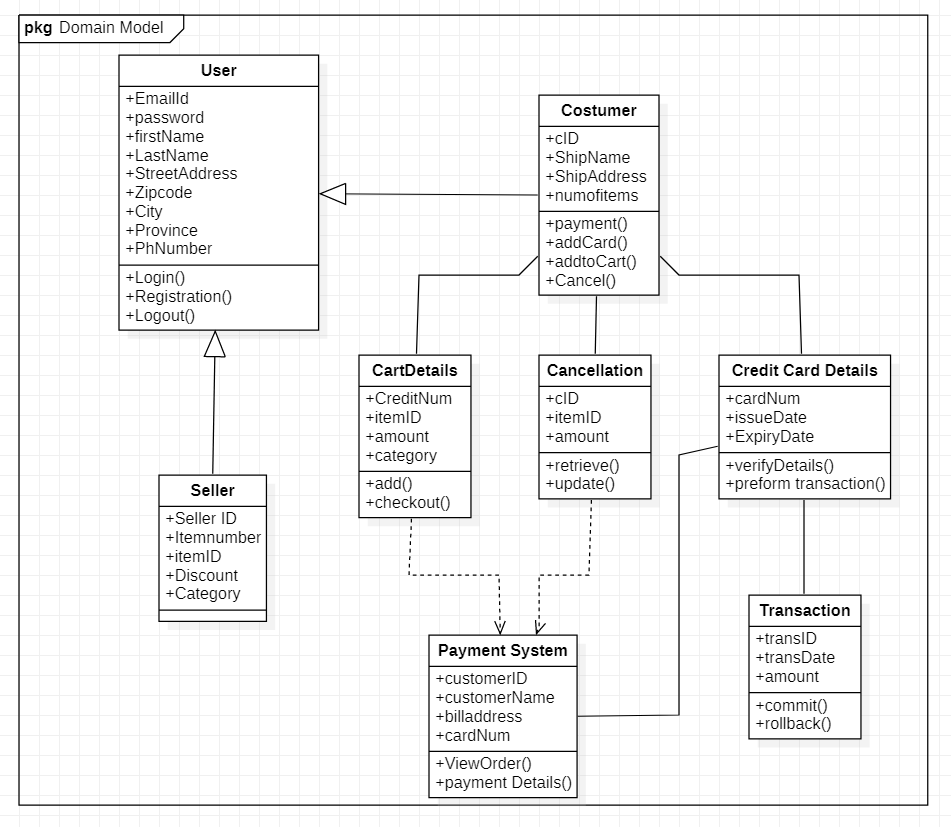 pkg Domain Model
User
+EmailId
+password
+firstName
+LastName
+StreetAddress
+Zipcode
+City
+Province
+PhNumber
+Login()
+Registration()
+Logout()
Costumer
+cID
+ShipName
+ShipAddress
+numofitems
+payment()
+addCard()
+addtoCart()
+Cancel()
CartDetails
+CreditNum
+itemID
+amount
+category
+add()
+checkout()
Cancellation
+cID
+itemID
+amount
+retrieve()
+update()
Credit Card Details
+cardNum
+issueDate
+ExpiryDate
+verifyDetails()
+preform transaction()
Seller
+Seller ID
+Itemnumber
+itemID
+Discount
+Category
Payment System
+customerID
+customerName
+billaddress
+cardNum
+ViewOrder()
+payment Details()
Transaction
+transID
+transDate
+amount
+commit()
+rollback()